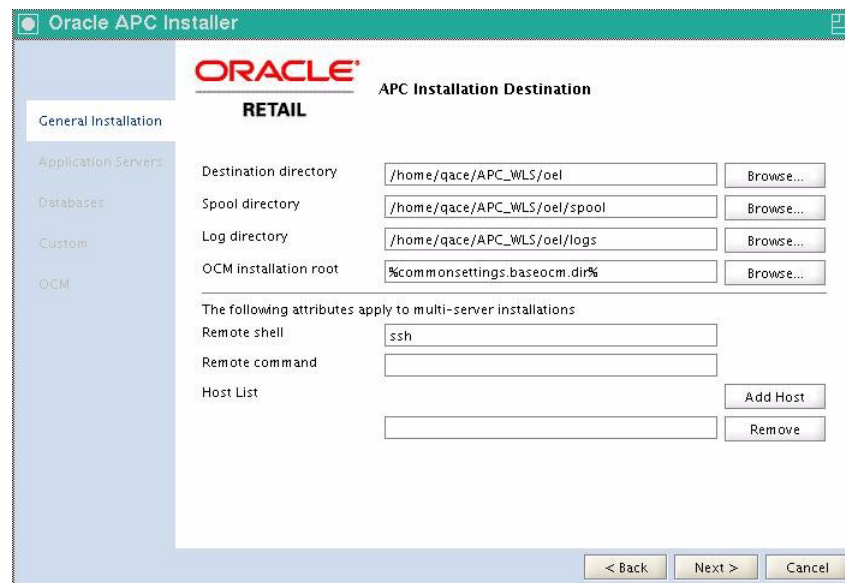 Oracle APC Installer
ORACLE®
RETAIL
APC Installation Destination
General Installation
Application Servers
Databases
Custom
OCM
Destination directory /home/qace/APC_WLS/oel Browse...
Spool directory /home/qace/APC_WLS/oel/spool Browse...
Log directory /home/qace/APC_WLS/oel/logs Browse...
OCM installation root %commonsettings.baseocm.dir% Browse...
The following attributes apply to multi-server installations
Remote shell ssh
Remote command
Host List Add Host
Remove
< Back Next > Cancel